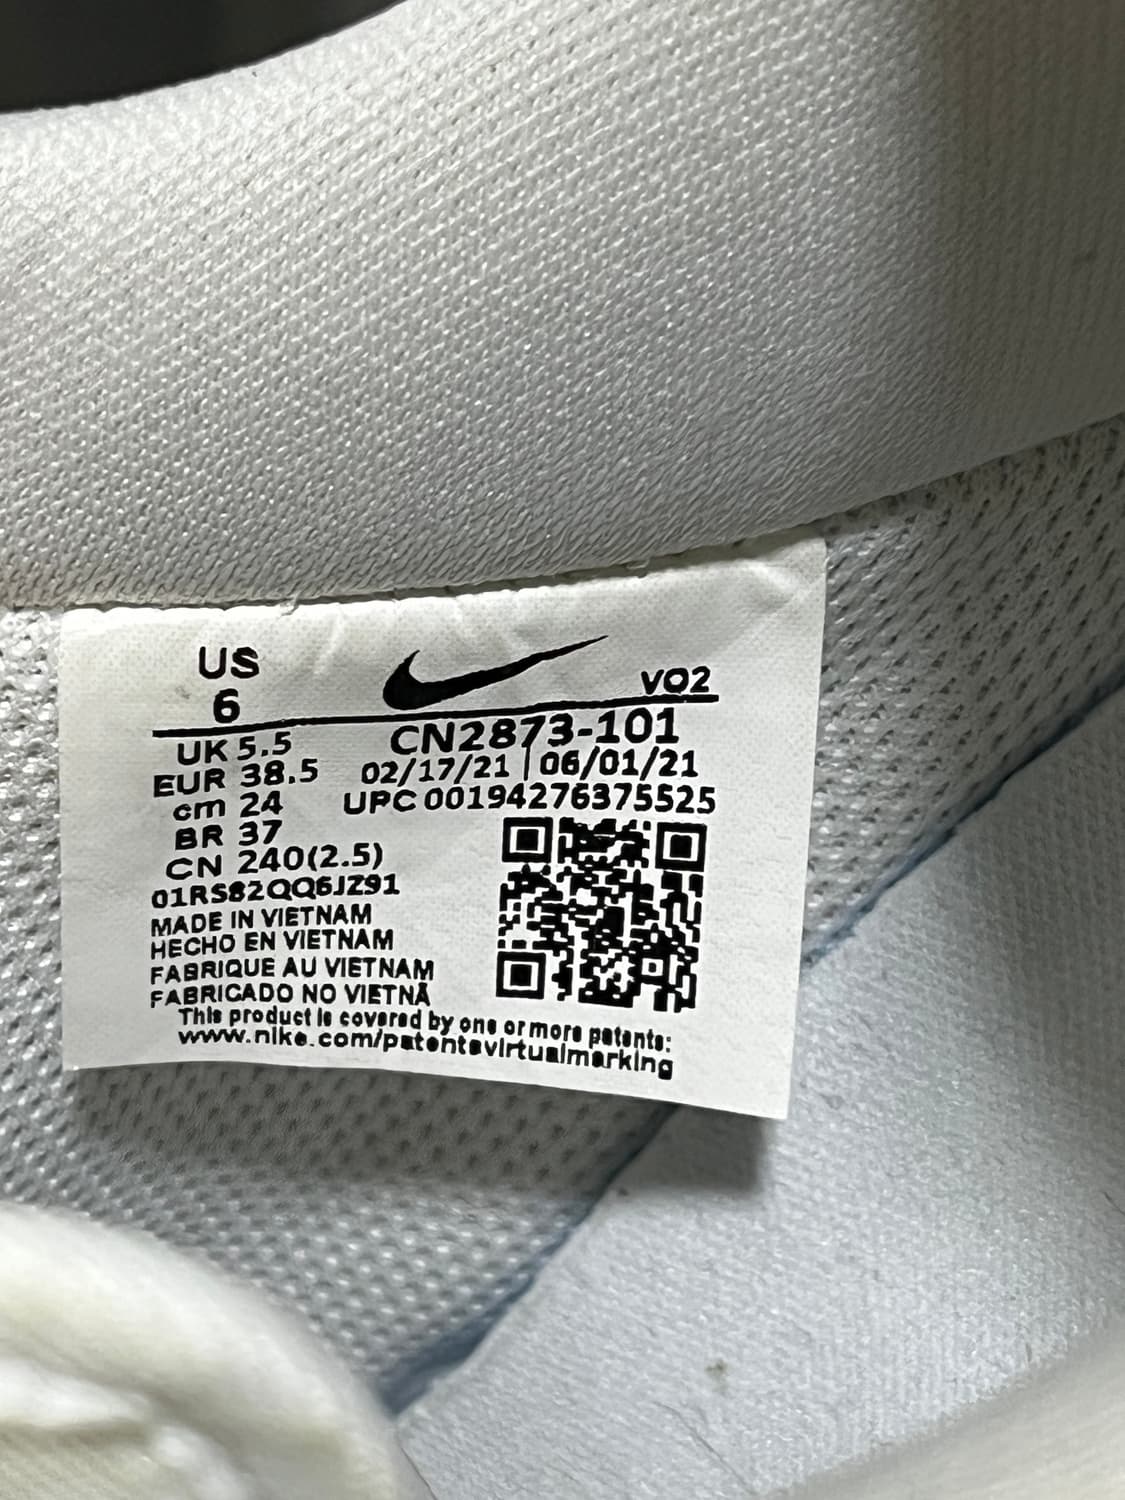 US
6
VO2
UK 5.5
EUR 38.5
cm 24
BR 37
CN 240(2.5)
CN2873-101
02/17/21 | 06/01/21
UPC 00194276375525
01RS82QQ6JZ91
MADE IN VIETNAM
HECHO EN VIETNAM
FABRIQUE AU VIETNAM
FABRICADO NO VIETNÃ
This product is covered by one or more patents:
www.nike.com/patentsvirtualmarking